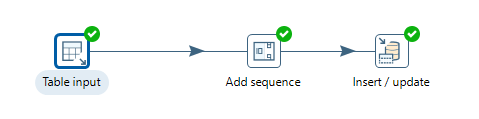 Table input
Add sequence
Insert / update